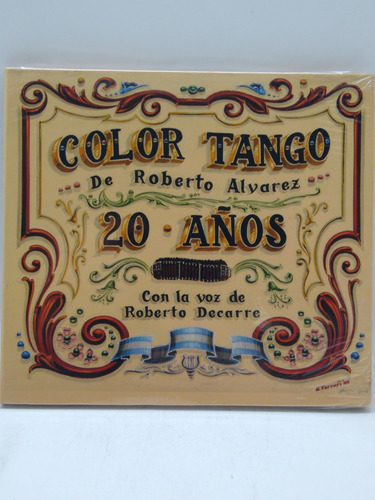 COLOR TANGO
De Roberto Alvarez
20 · AÑOS
Con la voz de
Roberto Decarre